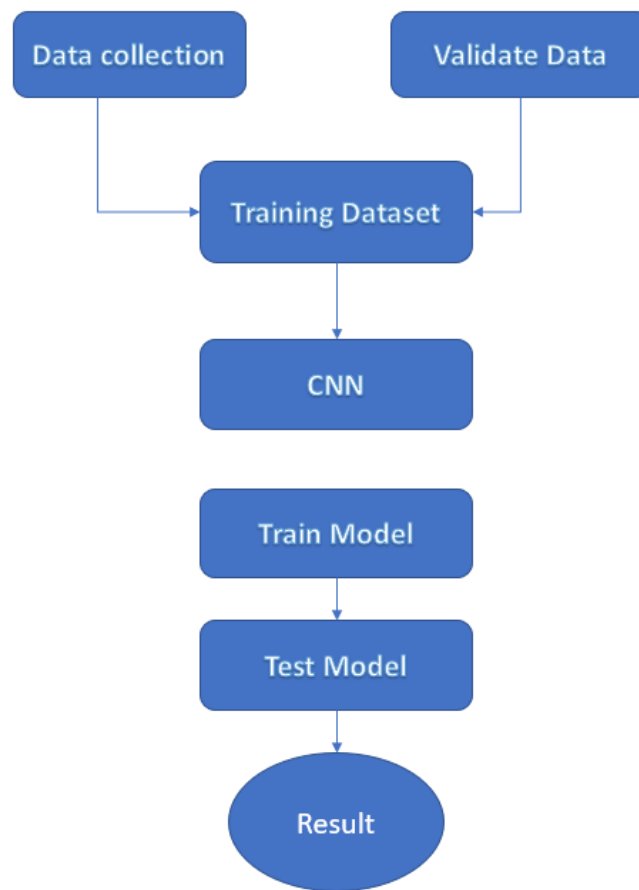 Data collection
Validate Data
Training Dataset
CNN
Train Model
Test Model
Result